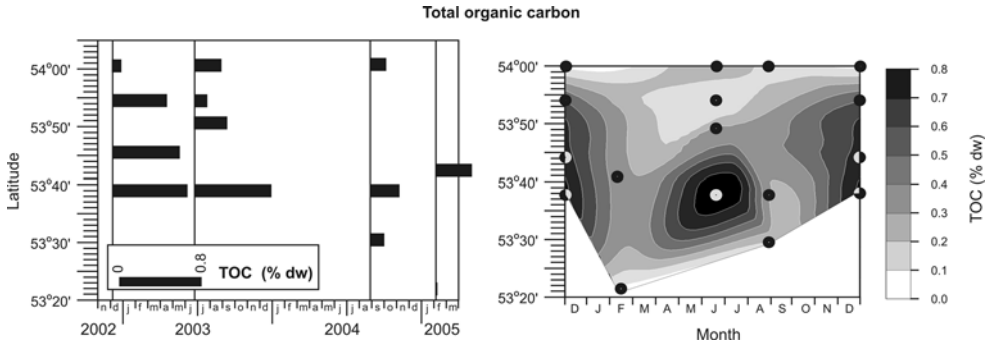 Total organic carbon
Latitude
54°00'
53°50'
53°40'
53°30'
53°20'
0 0.8
TOC (% dw)
n d j f m a m j j a s o n d j f m a m j j a s o n d j f m
2002 2003 2004 2005
54°00'
53°50'
53°40'
53°30'
53°20'
D J F M A M J J A S O N D
Month
0.8
0.7
0.6
0.5
0.4
0.3
0.2
0.1
0.0
TOC (% dw)